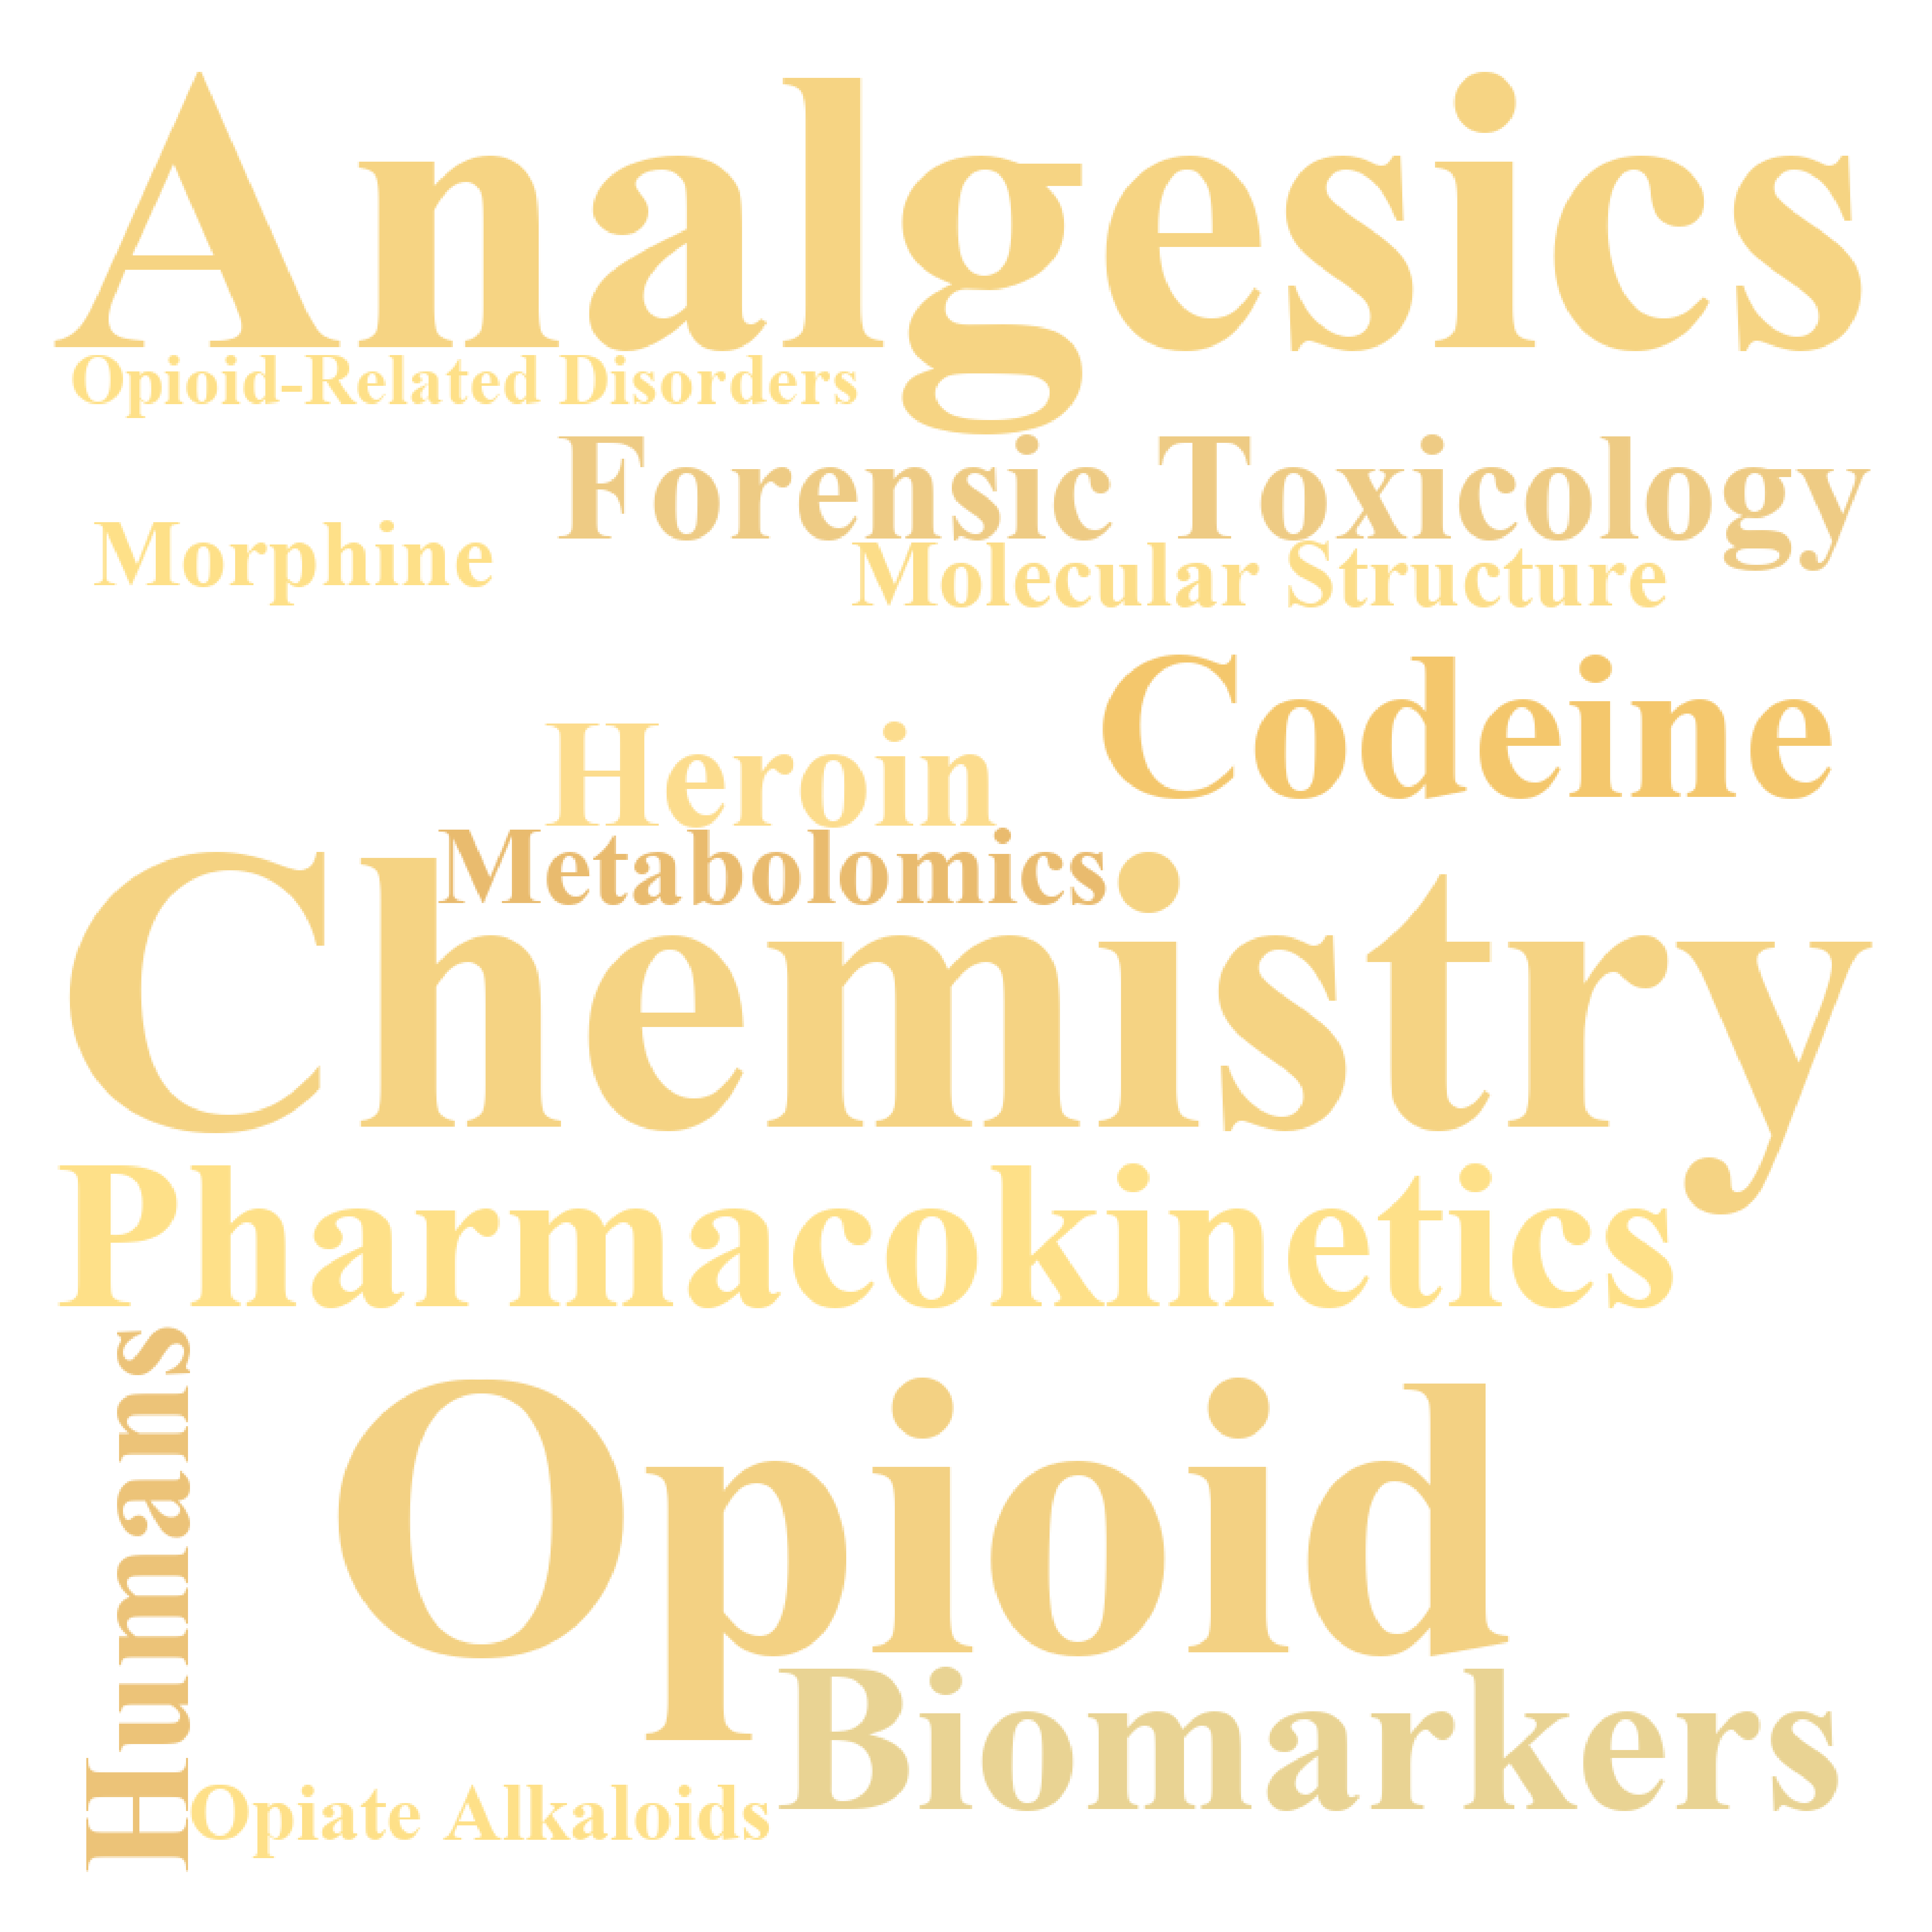 Analgesics
Opioid-Related Disorders
Forensic Toxicology
Morphine
Molecular Structure
Codeine
Heroin
Metabolomics
Chemistry
Pharmacokinetics
Humans
Opioid
Biomarkers
Opiate Alkaloids